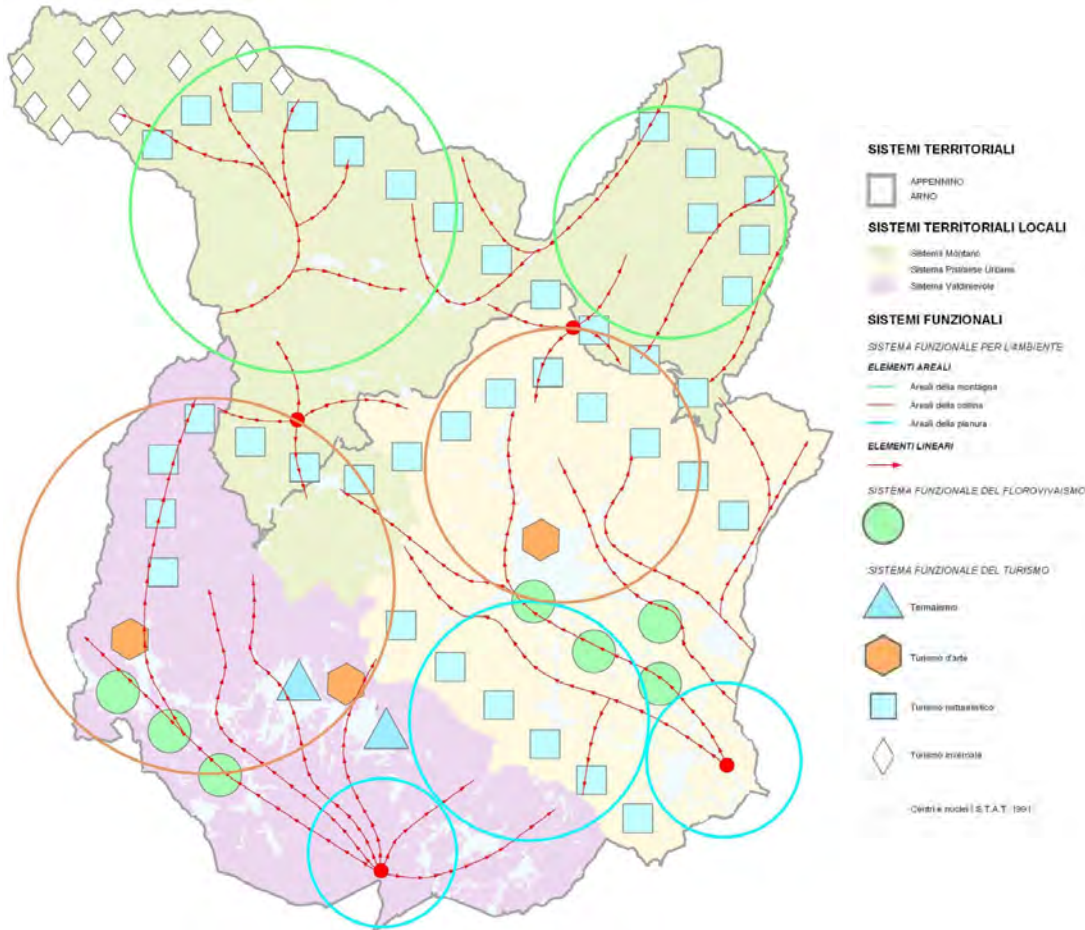 SISTEMI TERRITORIALI
APPENNINO
ARNO
SISTEMI TERRITORIALI LOCALI
Sistema Montano
Sistema Pistoiese Urbano
Sistema Valdinievole
SISTEMI FUNZIONALI
SISTEMA FUNZIONALE PER L'AMBIENTE
ELEMENTI AREALI
Areali della montagna
Areali della collina
Areali della pianura
ELEMENTI LINEARI
SISTEMA FUNZIONALE DEL FLOROVIVAISMO
SISTEMA FUNZIONALE DEL TURISMO
Termalismo
Turismo d'arte
Turismo naturalistico
Turismo invernale
Centri e nuclei I.S.T.A.T. 1991